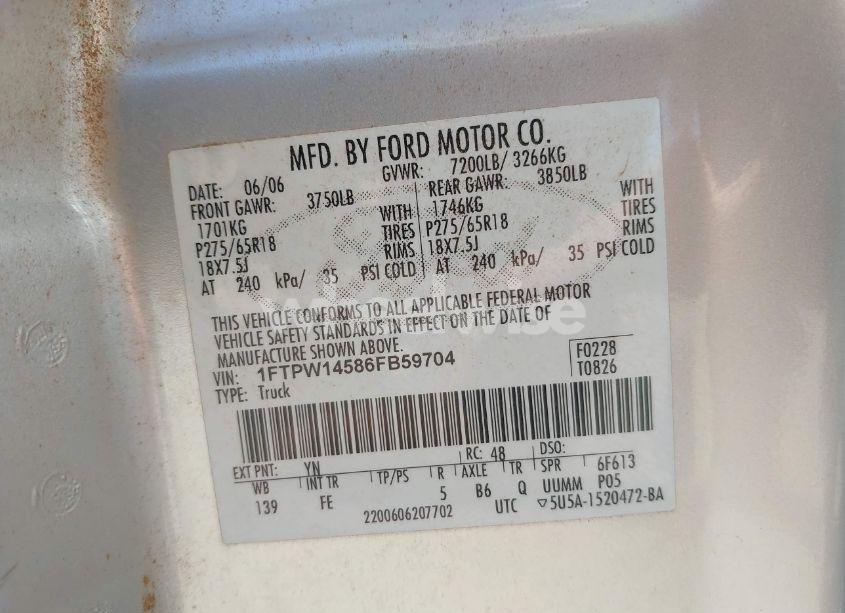 MFD. BY FORD MOTOR CO.
DATE: 06/06 GVWR: 7200LB/ 3266KG
FRONT GAWR: 3750LB REAR GAWR: 3850LB
1701KG WITH 1746KG WITH
P275/65R18 TIRES P275/65R18 TIRES
18X7.5J RIMS 18X7.5J RIMS
AT 240 kPa/ 35 PSI COLD AT 240 kPa/ 35 PSI COLD
THIS VEHICLE CONFORMS TO ALL APPLICABLE FEDERAL MOTOR
VEHICLE SAFETY STANDARDS IN EFFECT ON THE DATE OF
MANUFACTURE SHOWN ABOVE.
VIN: 1FTPW14586FB59704 F0228
TYPE: Truck T0826
EXT PNT: YN RC: 48 DSO:
WB INT TR TP/PS R AXLE TR SPR 6F613
139 FE 5 B6 Q UUMM P05
2200606207702 UTC ▽5U5A-1520472-BA